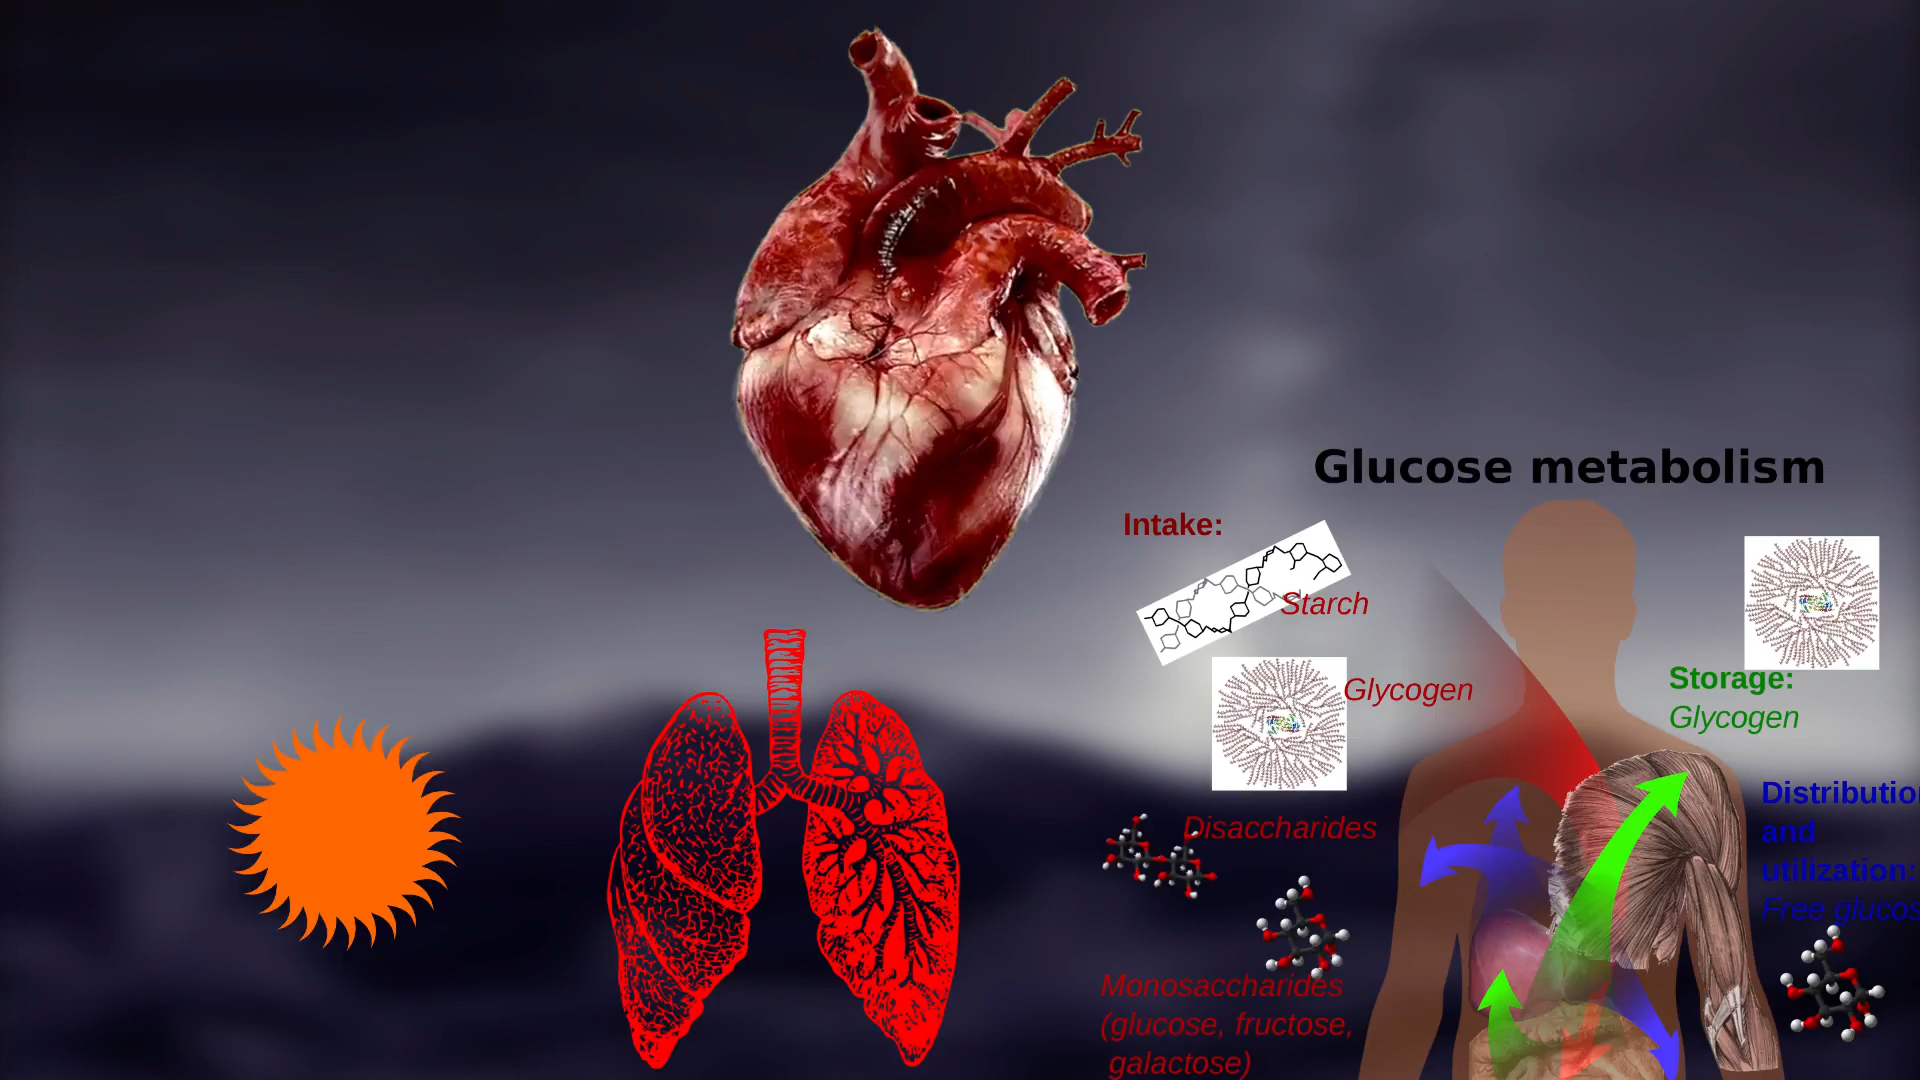 Glucose metabolism
Intake:
Starch
Glycogen
Disaccharides
Monosaccharides
(glucose, fructose,
galactose)
Storage:
Glycogen
Distributio
and
utilization:
Free glucos